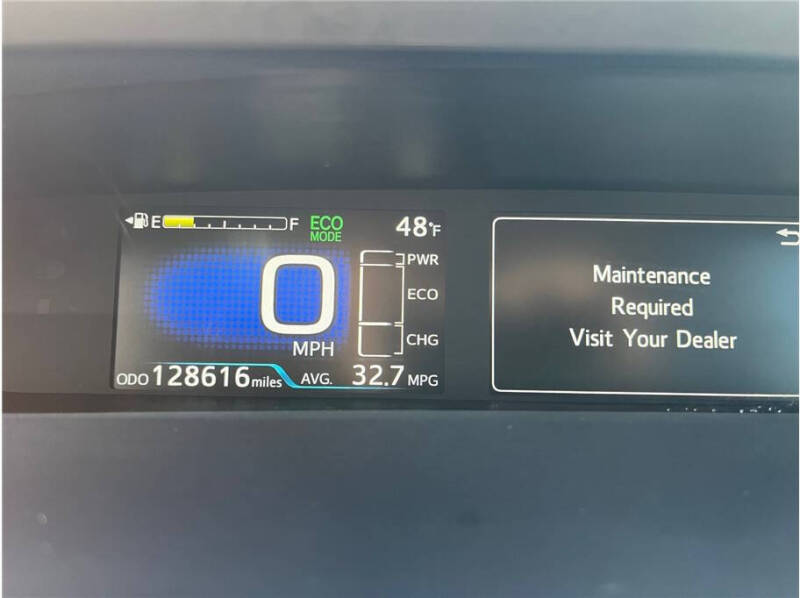 E F ECO 48°F
MODE
PWR
0 ECO
MPH CHG
ODO 128616 miles AVG. 32.7 MPG
Maintenance
Required
Visit Your Dealer